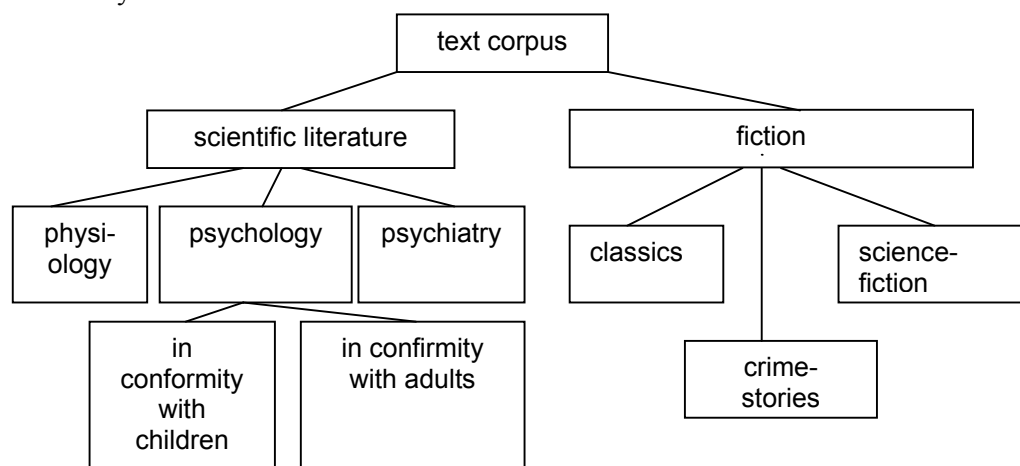 text corpus
scientific literature
fiction
physi-
ology
psychology
psychiatry
classics
science-
fiction
in
conformity
with
children
in confirmity
with adults
crime-
stories